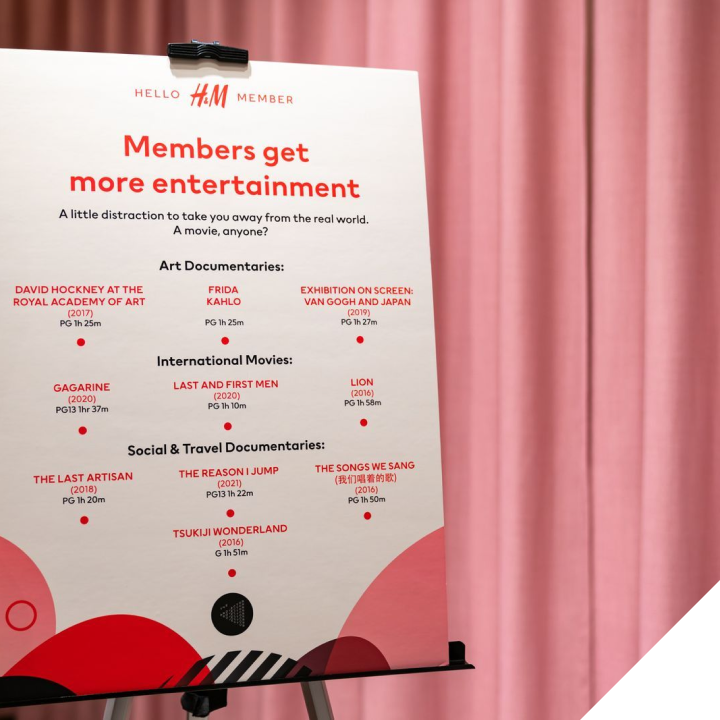 HELLO H&M MEMBER
Members get
more entertainment
A little distraction to take you away from the real world.
A movie, anyone?
Art Documentaries:
DAVID HOCKNEY AT THE
ROYAL ACADEMY OF ART
(2017)
PG 1h 25m
FRIDA
KAHLO
PG 1h 25m
EXHIBITION ON SCREEN:
VAN GOGH AND JAPAN
(2019)
PG 1h 27m
International Movies:
GAGARINE
(2020)
PG13 1hr 37m
LAST AND FIRST MEN
(2020)
PG 1h 10m
LION
(2016)
PG 1h 58m
Social & Travel Documentaries:
THE LAST ARTISAN
(2018)
PG 1h 20m
THE REASON I JUMP
(2021)
PG13 1h 22m
THE SONGS WE SANG
(我们唱着的歌)
(2016)
PG 1h 50m
TSUKIJI WONDERLAND
(2016)
G 1h 51m